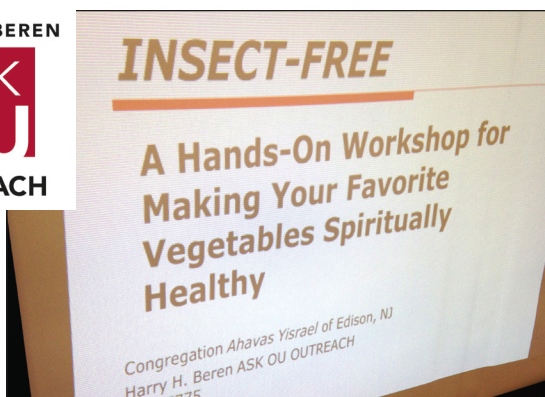 BEREN
K
U
ACH
INSECT-FREE
A Hands-On Workshop for
Making Your Favorite
Vegetables Spiritually
Healthy
Congregation Ahavas Yisrael of Edison, NJ
Harry H. Beren ASK OU OUTREACH